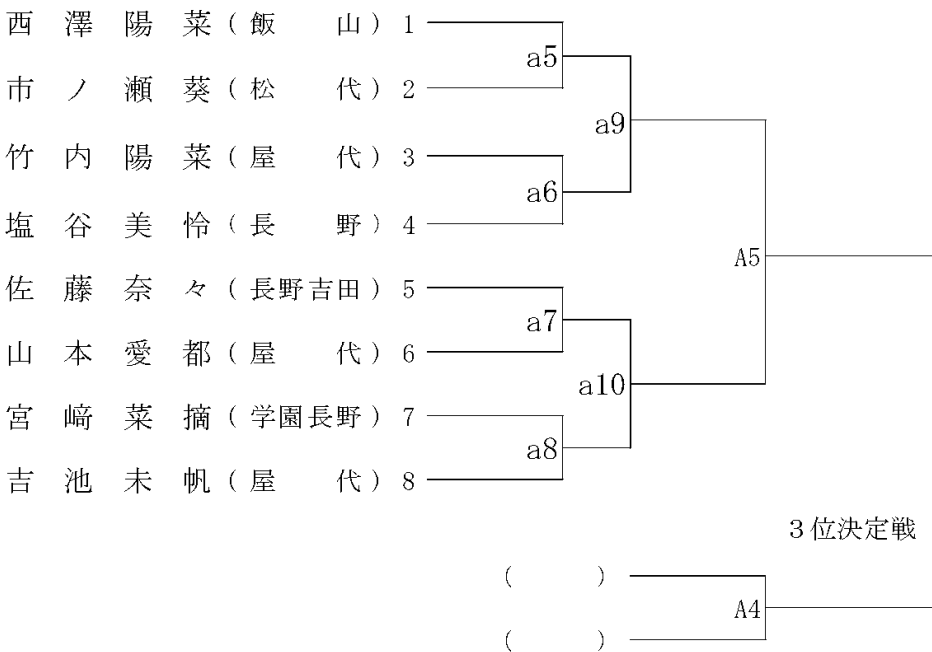 西澤陽菜(飯山) 1
a5
市ノ瀬葵(松代) 2
a9
竹内陽菜(屋代) 3
a6
塩谷美怜(長野) 4
A5
佐藤奈々(長野吉田) 5
a7
山本愛都(屋代) 6
a10
宮﨑菜摘(学園長野) 7
a8
吉池未帆(屋代) 8
3位決定戦
( )
A4
( )